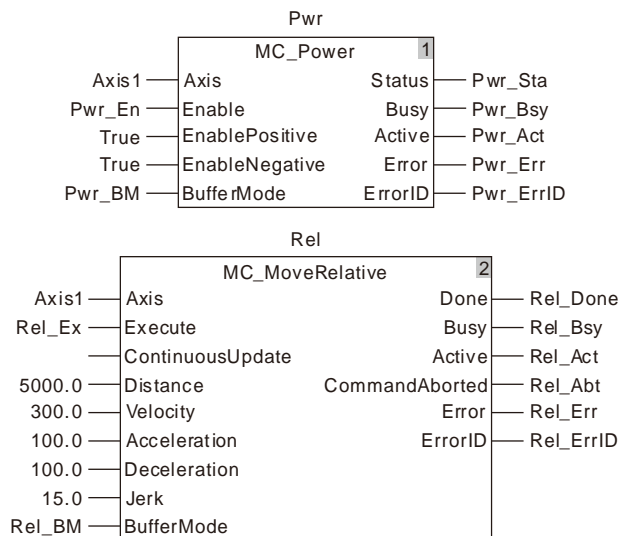 Pwr
MC_Power 1
Axis1 Axis Status Pwr_Sta
Pwr_En Enable Busy Pwr_Bsy
True EnablePositive Active Pwr_Act
True EnableNegative Error Pwr_Err
Pwr_BM BufferMode ErrorID Pwr_ErrID
Rel
MC_MoveRelative 2
Axis1 Axis Done Rel_Done
Rel_Ex Execute Busy Rel_Bsy
ContinuousUpdate Active Rel_Act
5000.0 Distance CommandAborted Rel_Abt
300.0 Velocity Error Rel_Err
100.0 Acceleration ErrorID Rel_ErrID
100.0 Deceleration
15.0 Jerk
Rel_BM BufferMode